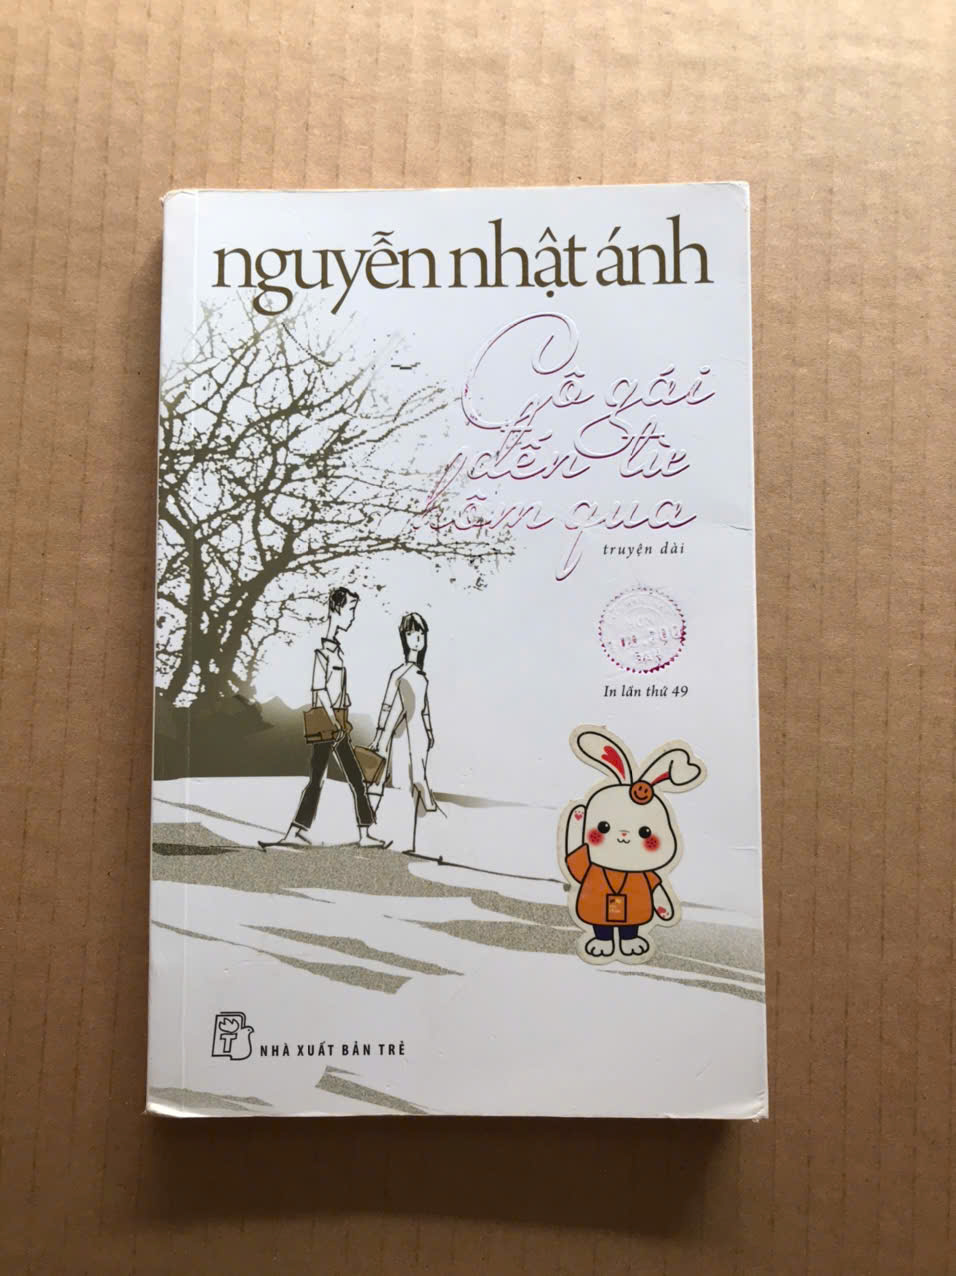 nguyễn nhật ánh
Cô gái
đến từ
hôm qua
truyện dài
In lần thứ 49
NHÀ XUẤT BẢN TRẺ